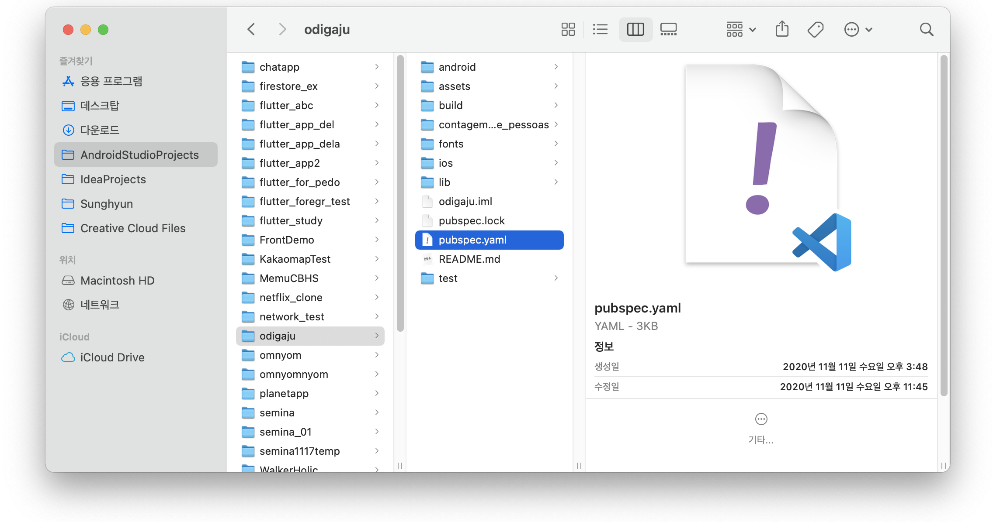 odigaju
즐겨찾기
응용 프로그램
데스크탑
다운로드
AndroidStudioProjects
IdeaProjects
Sunghyun
Creative Cloud Files
위치
Macintosh HD
네트워크
iCloud
iCloud Drive
chatapp
firestore_ex
flutter_abc
flutter_app_del
flutter_app_dela
flutter_app2
flutter_for_pedo
flutter_foregr_test
flutter_study
FrontDemo
KakaomapTest
MemuCBHS
netflix_clone
network_test
odigaju
omnyom
omnyomnyom
planetapp
semina
semina_01
semina1117temp
WalkerHolic
android
assets
build
contagem...e_pessoas
fonts
ios
lib
odigaju.iml
pubspec.lock
pubspec.yaml
README.md
test
pubspec.yaml
YAML - 3KB
정보
생성일 2020년 11월 11일 수요일 오후 3:48
수정일 2020년 11월 11일 수요일 오후 11:45
기타...